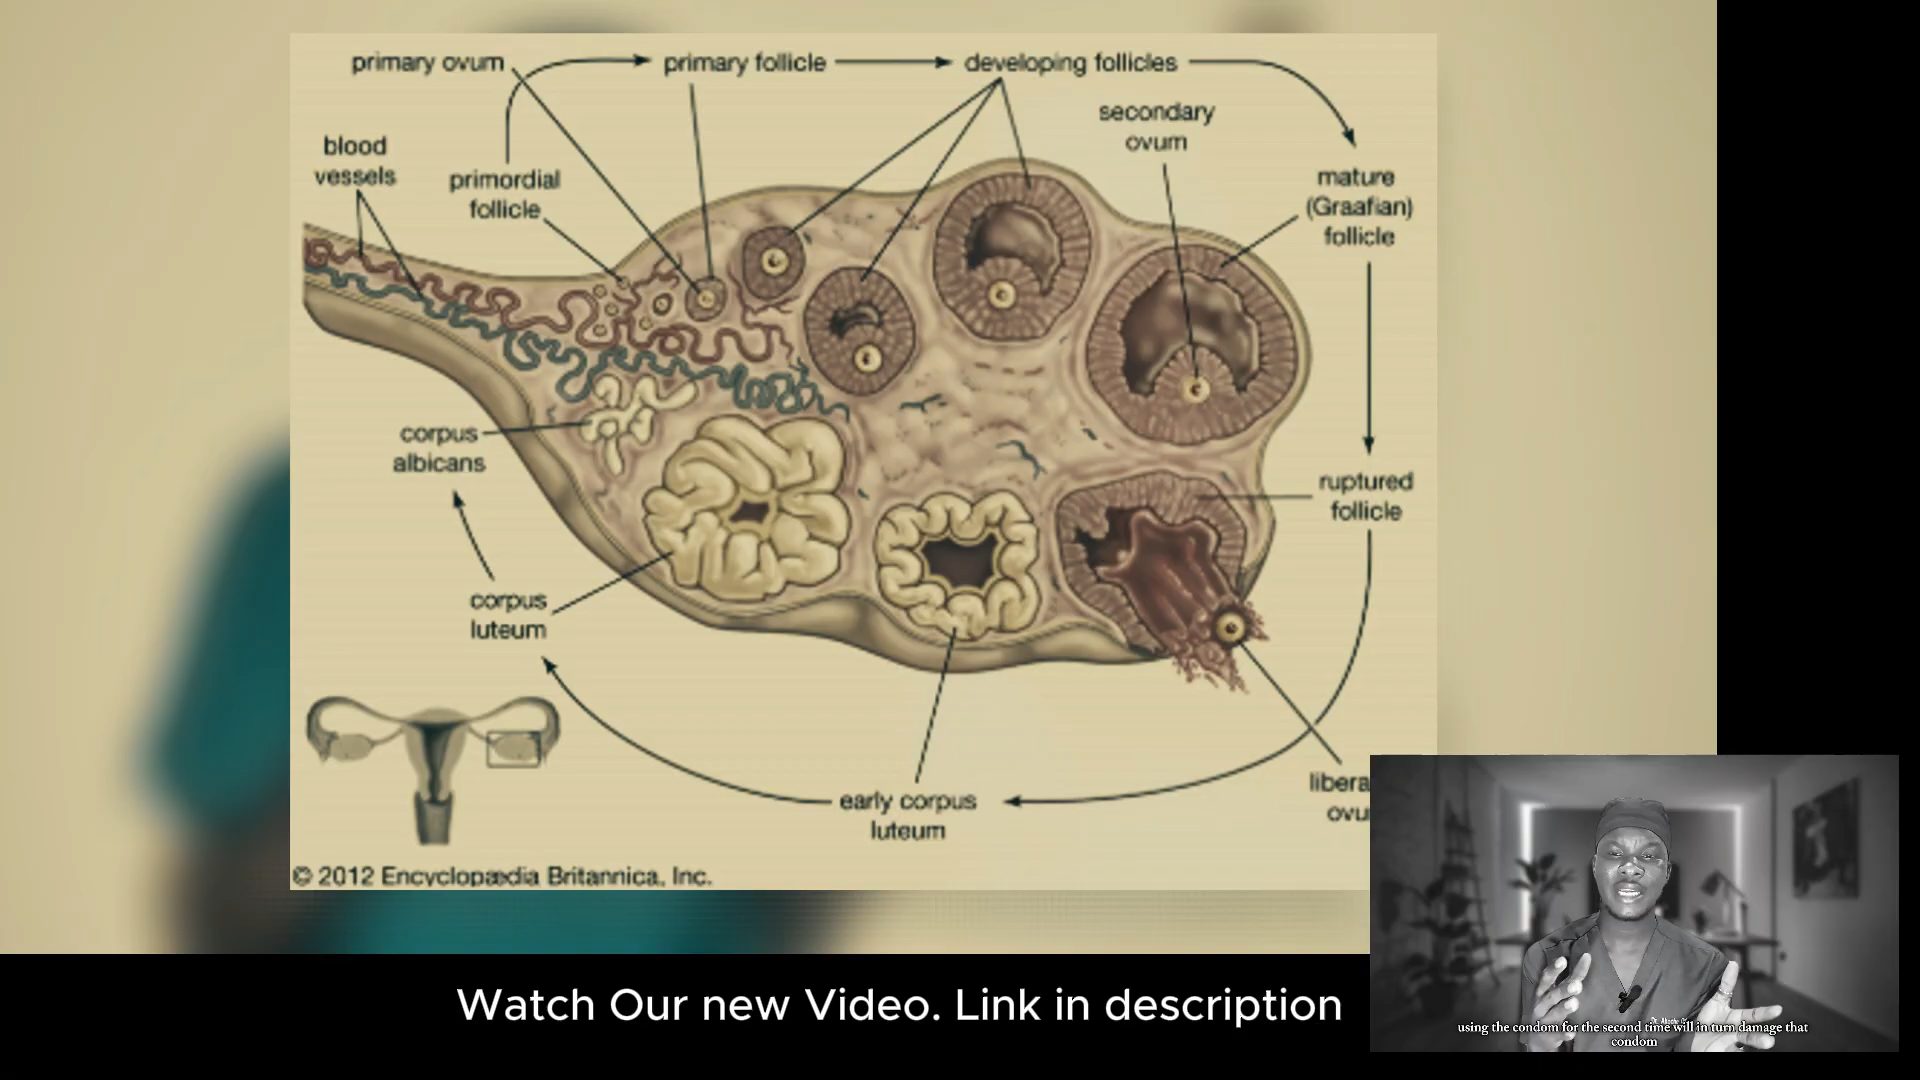 primary ovum
primary follicle
developing follicles
secondary
ovum
blood
vessels
primordial
follicle
mature
(Graafian)
follicle
corpus
albicans
ruptured
follicle
corpus
luteum
early corpus
luteum
libera
ovu
© 2012 Encyclopædia Britannica, Inc.
Watch Our new Video. Link in description
using the condom for the second time will in turn damage that
condom